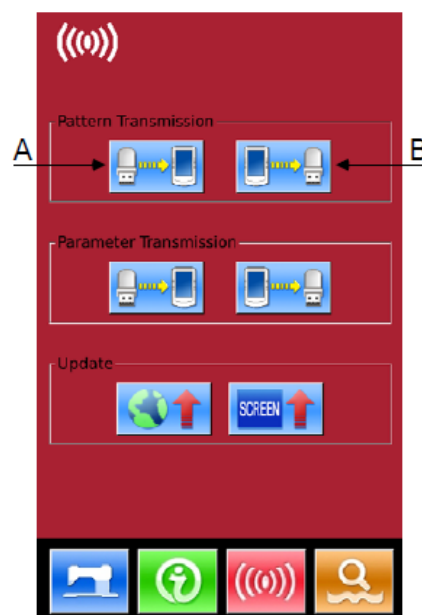 Pattern Transmission
A
B
Parameter Transmission
Update
SCREEN